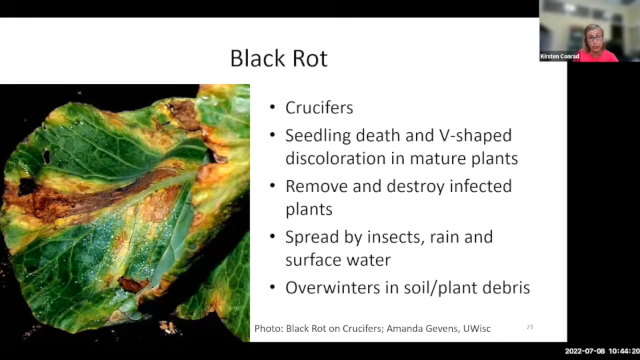 Kirsten Conrad
Black Rot
• Crucifers
• Seedling death and V-shaped
discoloration in mature plants
• Remove and destroy infected
plants
• Spread by insects, rain and
surface water
• Overwinters in soil/plant debris
Photo: Black Rot on Crucifers; Amanda Gevens, UWisc
2022-07-08 10:44:20